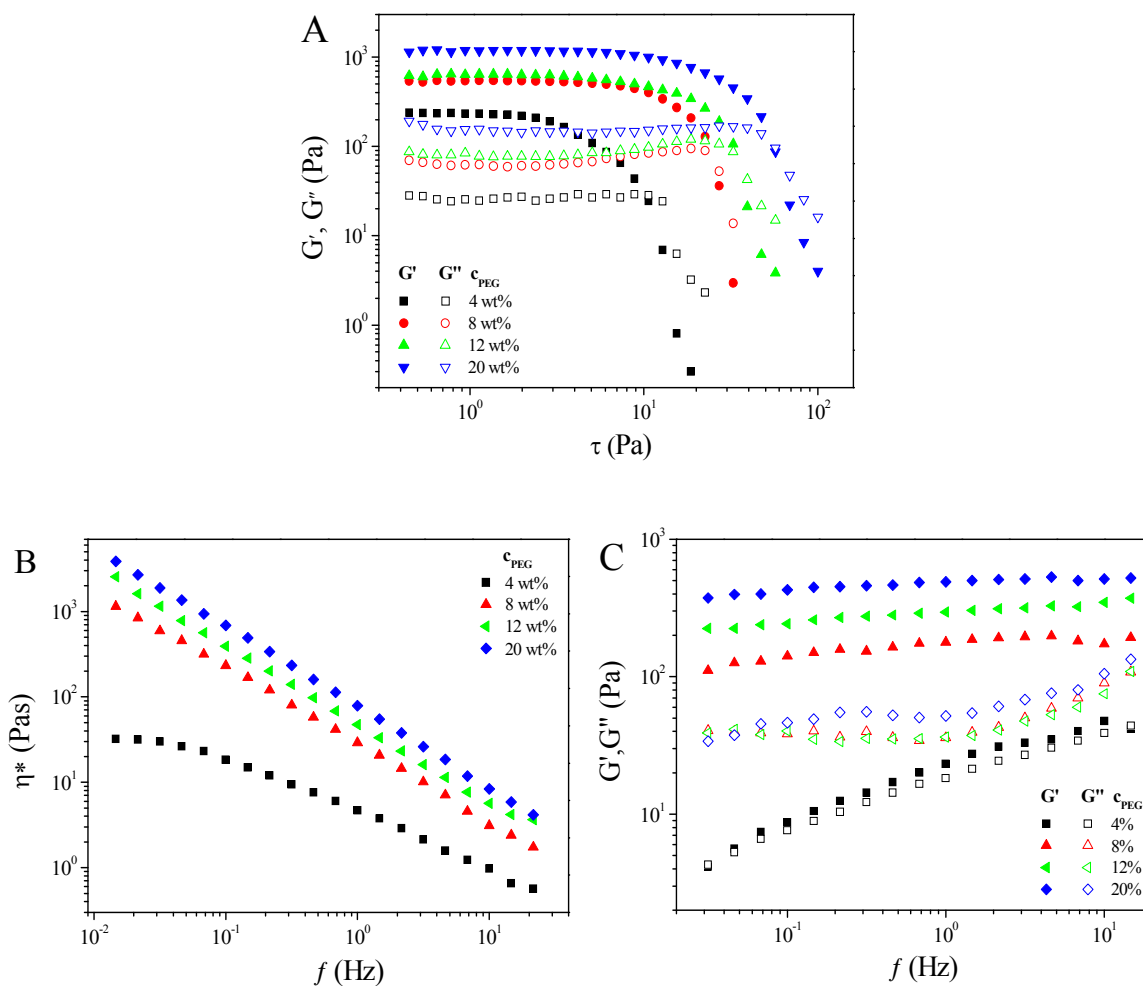 A
G', G'' (Pa)
10³
10²
10¹
10⁰
G' G'' c_PEG
4 wt%
8 wt%
12 wt%
20 wt%
10⁰ 10¹ 10²
τ (Pa)
B
η* (Pas)
10³
10²
10¹
10⁰
c_PEG
4 wt%
8 wt%
12 wt%
20 wt%
10⁻² 10⁻¹ 10⁰ 10¹
f (Hz)
C
G',G'' (Pa)
10³
10²
10¹
G' G'' c_PEG
4%
8%
12%
20%
10⁻¹ 10⁰ 10¹
f (Hz)